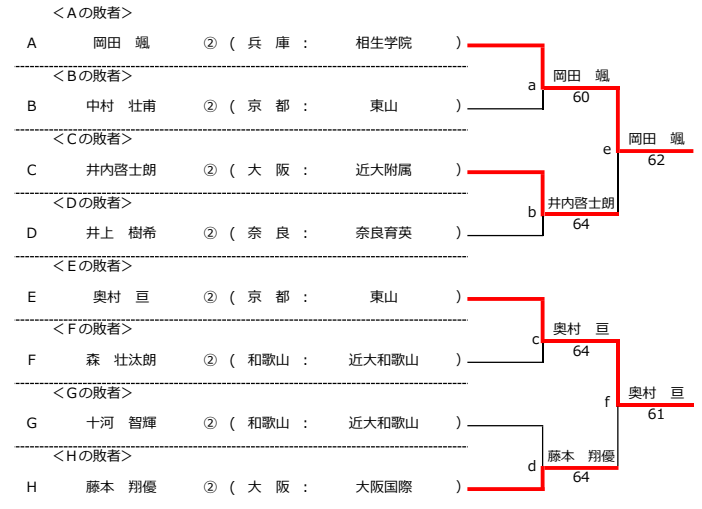 ＜Ａの敗者＞
A 岡田 颯 ② ( 兵 庫 : 相生学院 )
＜Ｂの敗者＞
a 岡田 颯
60
B 中村 壮甫 ② ( 京 都 : 東山 )
＜Ｃの敗者＞
e 岡田 颯
62
C 井内啓士朗 ② ( 大 阪 : 近大附属 )
＜Ｄの敗者＞
b 井内啓士朗
64
D 井上 樹希 ② ( 奈 良 : 奈良育英 )
＜Ｅの敗者＞
E 奥村 亘 ② ( 京 都 : 東山 )
＜Ｆの敗者＞
c 奥村 亘
64
F 森 壮汰朗 ② ( 和歌山 : 近大和歌山 )
＜Ｇの敗者＞
f 奥村 亘
61
G 十河 智輝 ② ( 和歌山 : 近大和歌山 )
＜Ｈの敗者＞
d 藤本 翔優
64
H 藤本 翔優 ② ( 大 阪 : 大阪国際 )